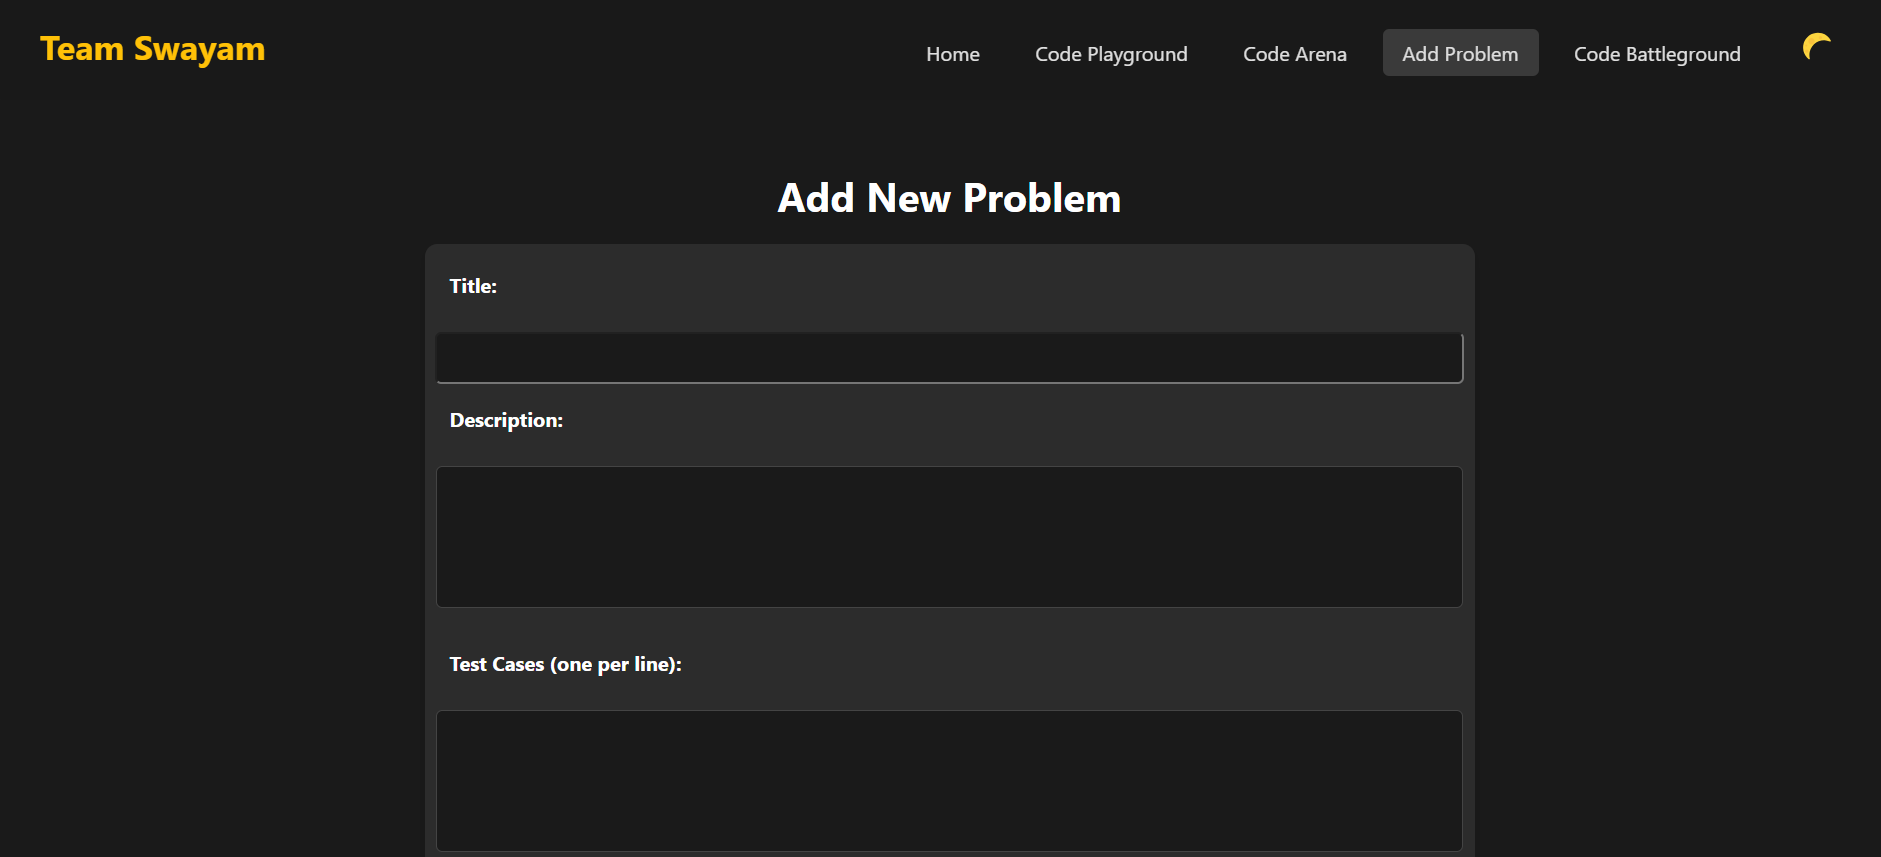 Team Swayam
Home Code Playground Code Arena Add Problem Code Battleground
Add New Problem
Title:
Description:
Test Cases (one per line):